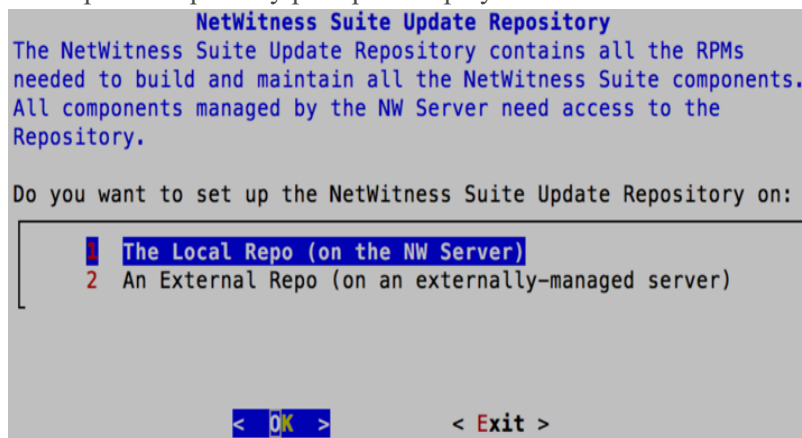 NetWitness Suite Update Repository
The NetWitness Suite Update Repository contains all the RPMs
needed to build and maintain all the NetWitness Suite components.
All components managed by the NW Server need access to the
Repository.
Do you want to set up the NetWitness Suite Update Repository on:
1 The Local Repo (on the NW Server)
2 An External Repo (on an externally-managed server)
< OK > < Exit >